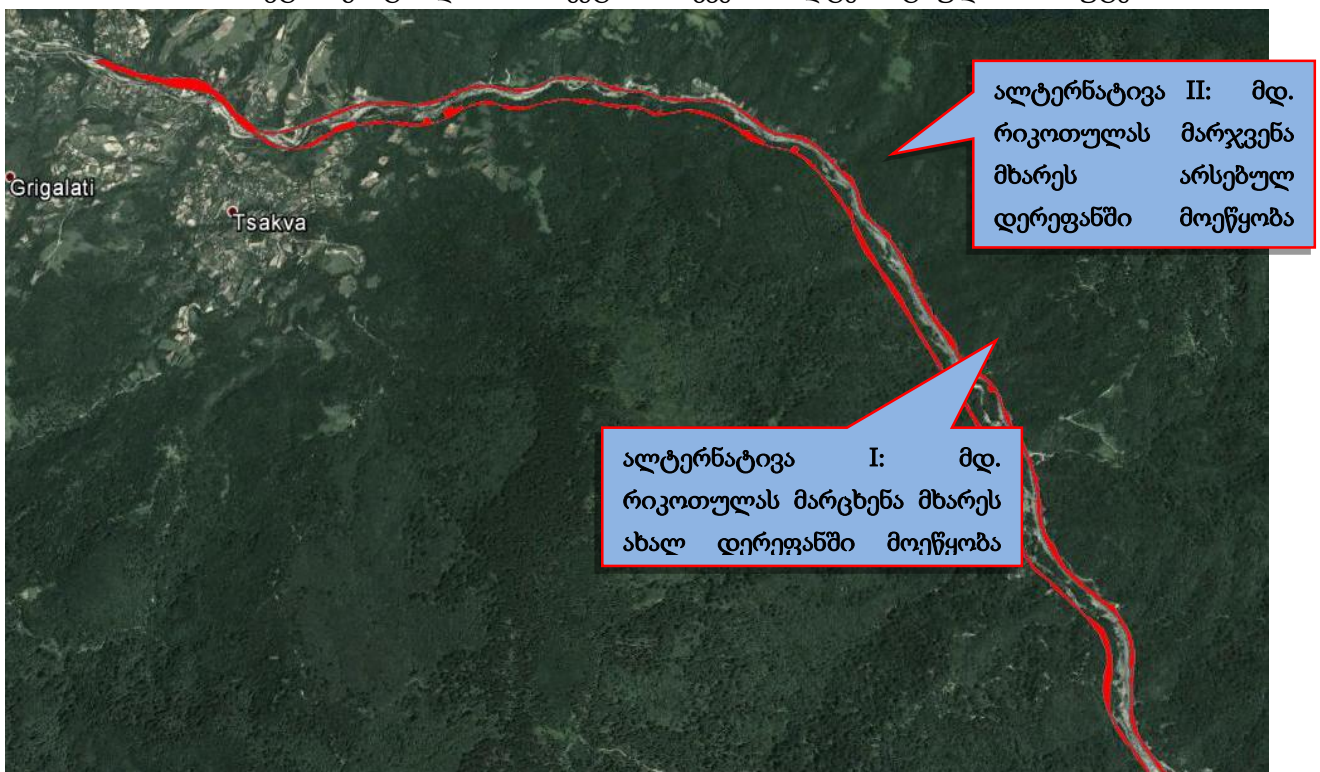 ალტერნატივა II: მდ.
რიკოთულას მარჯვენა
მხარეს არსებულ
დერეფანში მოეწყობა
Grigalati
Tsakva
ალტერნატივა I: მდ.
რიკოთულას მარცხენა მხარეს
ახალ დერეფანში მოეწყობა